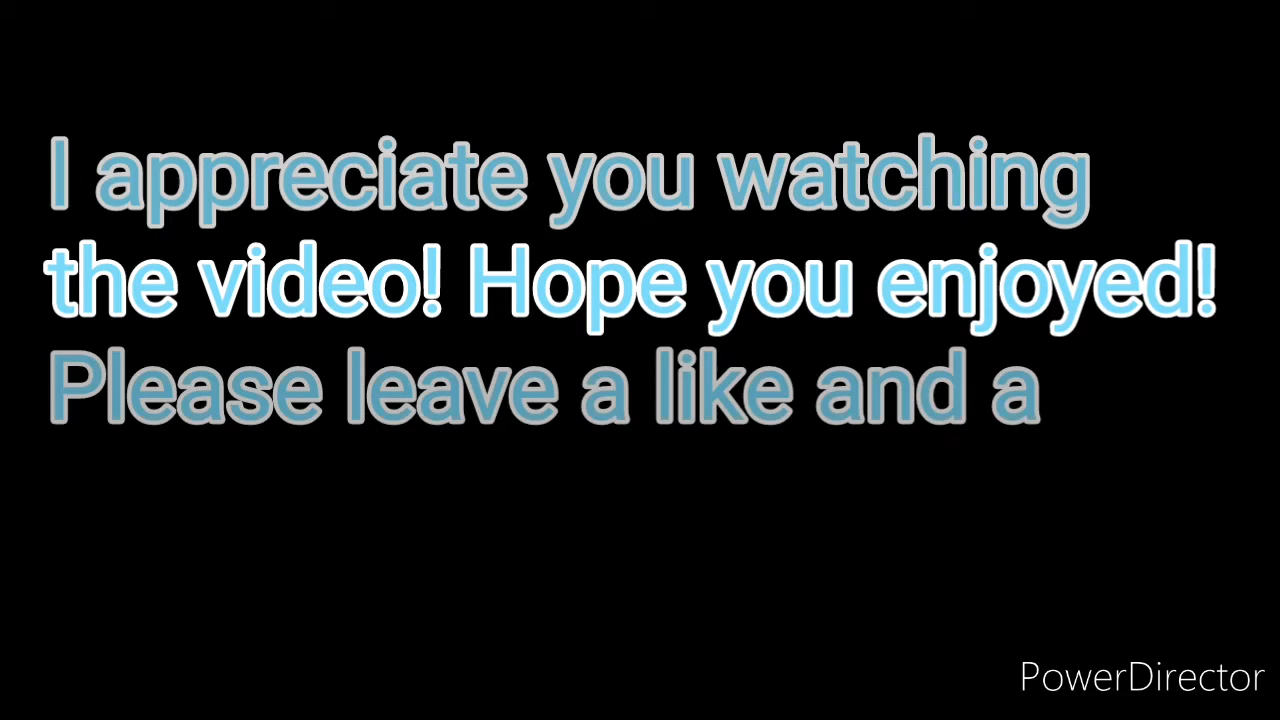 I appreciate you watching
the video! Hope you enjoyed!
Please leave a like and a
PowerDirector